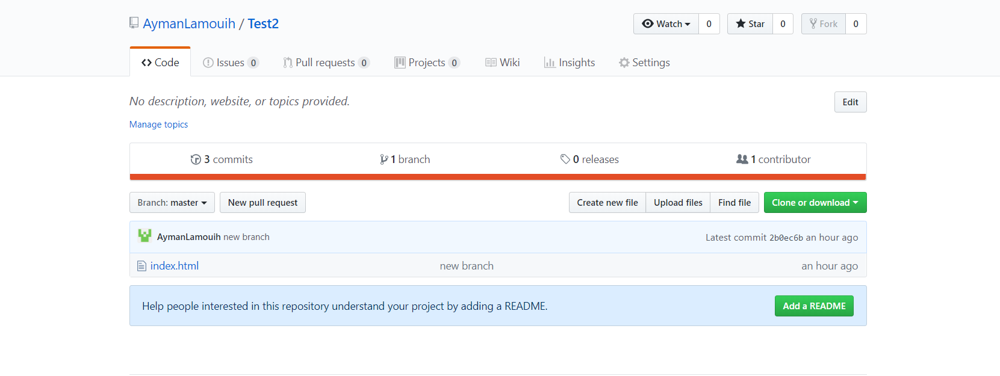 AymanLamouih / Test2
Watch 0 Star 0 Fork 0
Code Issues 0 Pull requests 0 Projects 0 Wiki Insights Settings
No description, website, or topics provided.
Edit
Manage topics
3 commits 1 branch 0 releases 1 contributor
Branch: master New pull request Create new file Upload files Find file Clone or download
AymanLamouih new branch Latest commit 2b0ec6b an hour ago
index.html new branch an hour ago
Help people interested in this repository understand your project by adding a README. Add a README